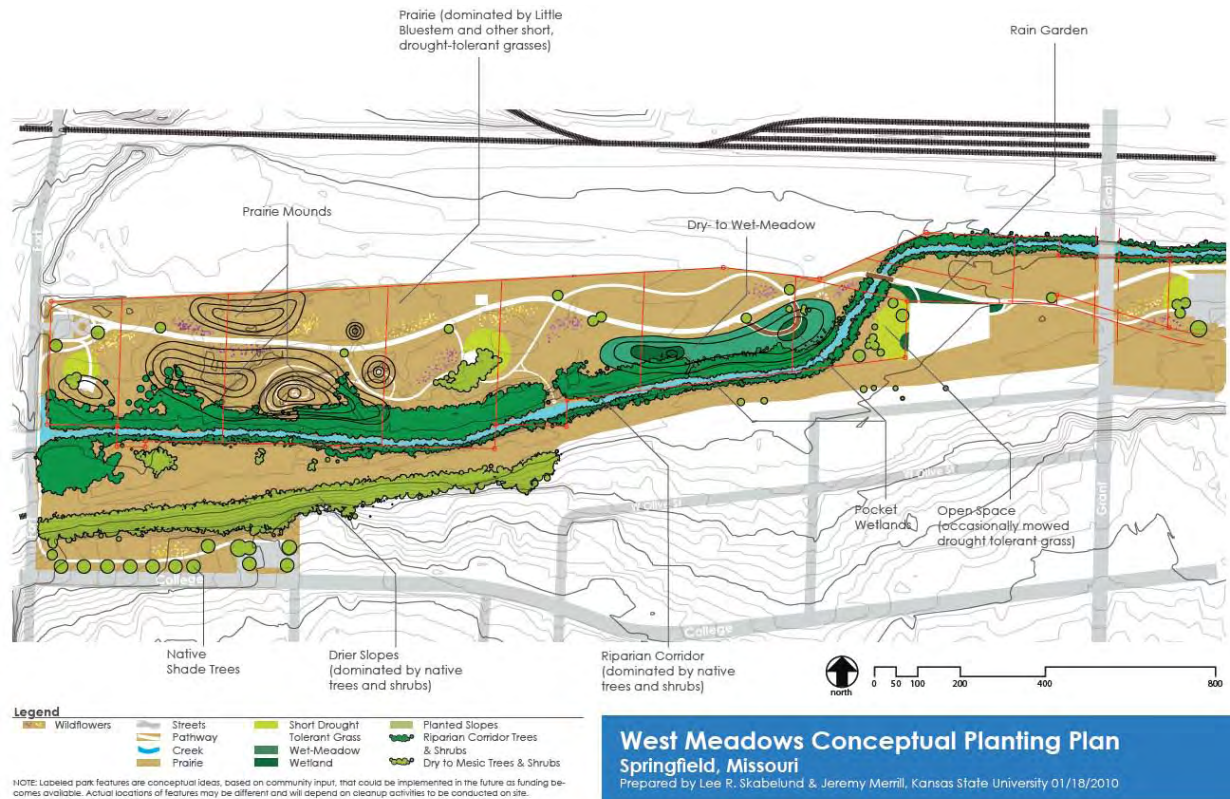 Prairie (dominated by Little
Bluestem and other short,
drought-tolerant grasses)
Rain Garden
Prairie Mounds
Dry- to Wet-Meadow
Fort
Grant
W Olive St
W Olive St
Grant
Pocket
Wetlands
Open Space
(occasionally mowed
drought tolerant grass)
College
College
Native
Shade Trees
Drier Slopes
(dominated by native
trees and shrubs)
Riparian Corridor
(dominated by native
trees and shrubs)
north
0 50 100 200 400 800
Legend
Wildflowers
Streets
Pathway
Creek
Prairie
Short Drought
Tolerant Grass
Wet-Meadow
Wetland
Planted Slopes
Riparian Corridor Trees
& Shrubs
Dry to Mesic Trees & Shrubs
NOTE: Labeled park features are conceptual ideas, based on community input, that could be implemented in the future as funding be-
comes available. Actual locations of features may be different and will depend on cleanup activities to be conducted on site.
West Meadows Conceptual Planting Plan
Springfield, Missouri
Prepared by Lee R. Skabelund & Jeremy Merrill, Kansas State University 01/18/2010